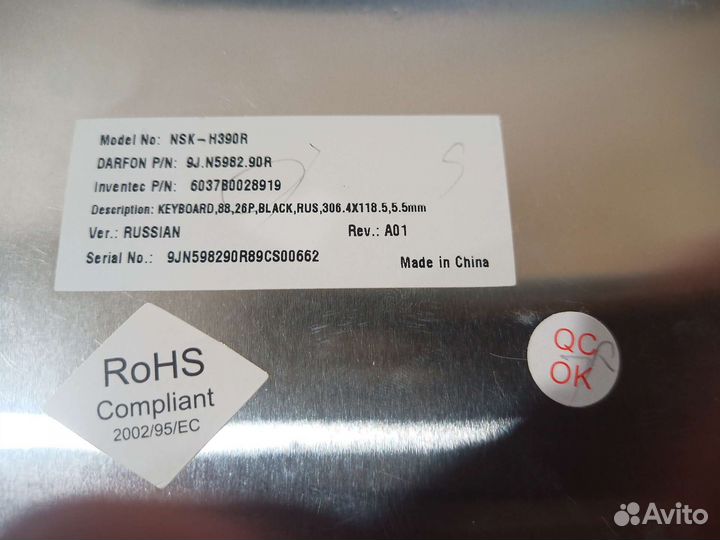 Model No: NSK-H390R
DARFON P/N: 9J.N5982.90R
Inventec P/N: 6037B0028919
Description: KEYBOARD,88,26P,BLACK,RUS,306.4X118.5,5.5mm
Ver.: RUSSIAN Rev.: A01
Serial No.: 9JN598290R89CS00662
Made in China
RoHS
Compliant
2002/95/EC
QC
OK
Avito